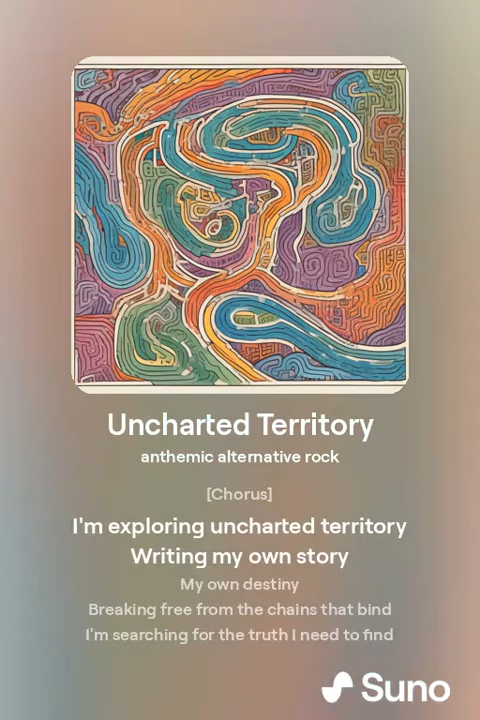 Uncharted Territory
anthemic alternative rock
[Chorus]
I'm exploring uncharted territory
Writing my own story
My own destiny
Breaking free from the chains that bind
I'm searching for the truth I need to find
Suno